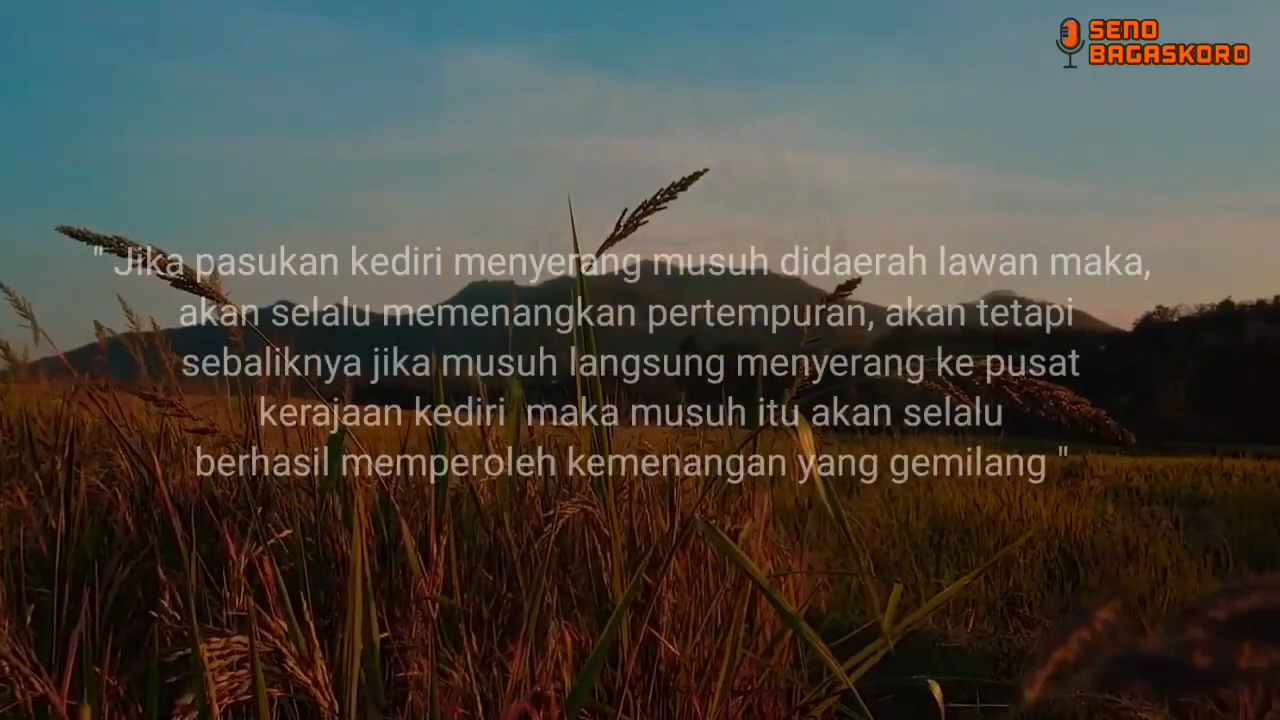 SENO
BAGASKORO
" Jika pasukan kediri menyerang musuh didaerah lawan maka,
akan selalu memenangkan pertempuran, akan tetapi
sebaliknya jika musuh langsung menyerang ke pusat
kerajaan kediri  maka musuh itu akan selalu
berhasil memperoleh kemenangan yang gemilang "